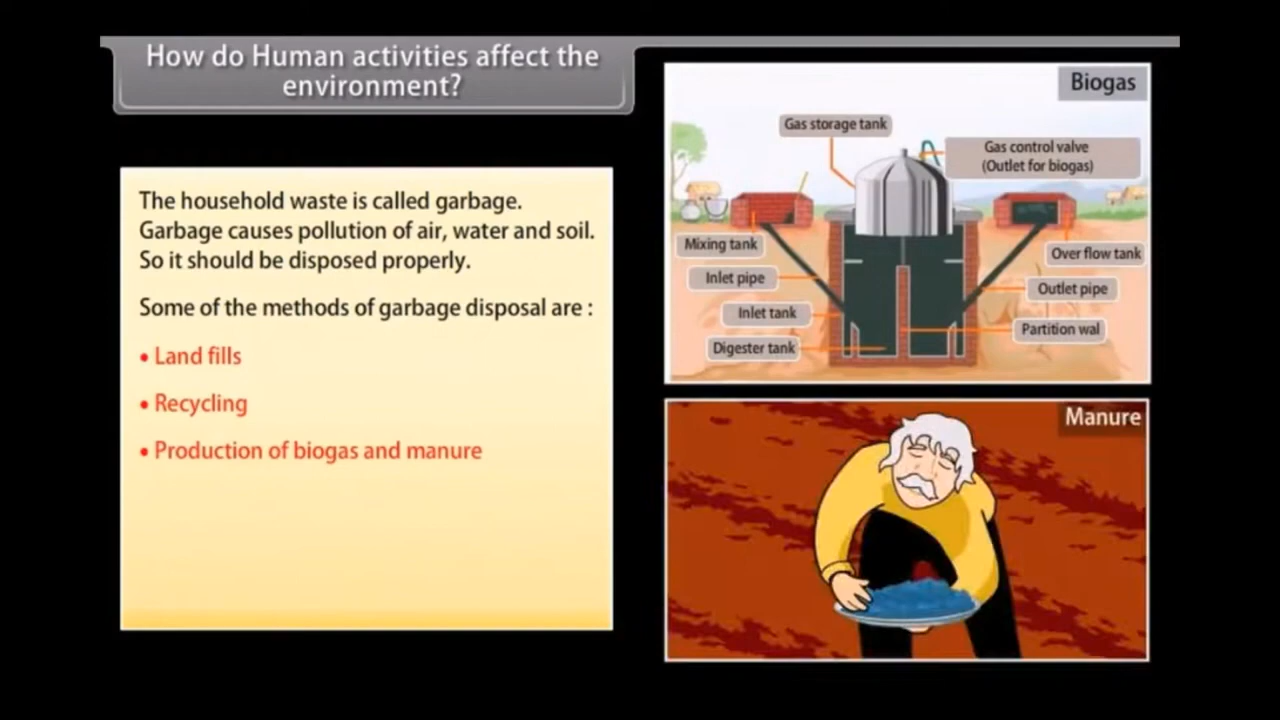 How do Human activities affect the
environment?
The household waste is called garbage.
Garbage causes pollution of air, water and soil.
So it should be disposed properly.
Some of the methods of garbage disposal are :
• Land fills
• Recycling
• Production of biogas and manure
Biogas
Gas storage tank
Gas control valve
(Outlet for biogas)
Mixing tank
Inlet pipe
Inlet tank
Digester tank
Over flow tank
Outlet pipe
Partition wal
Manure